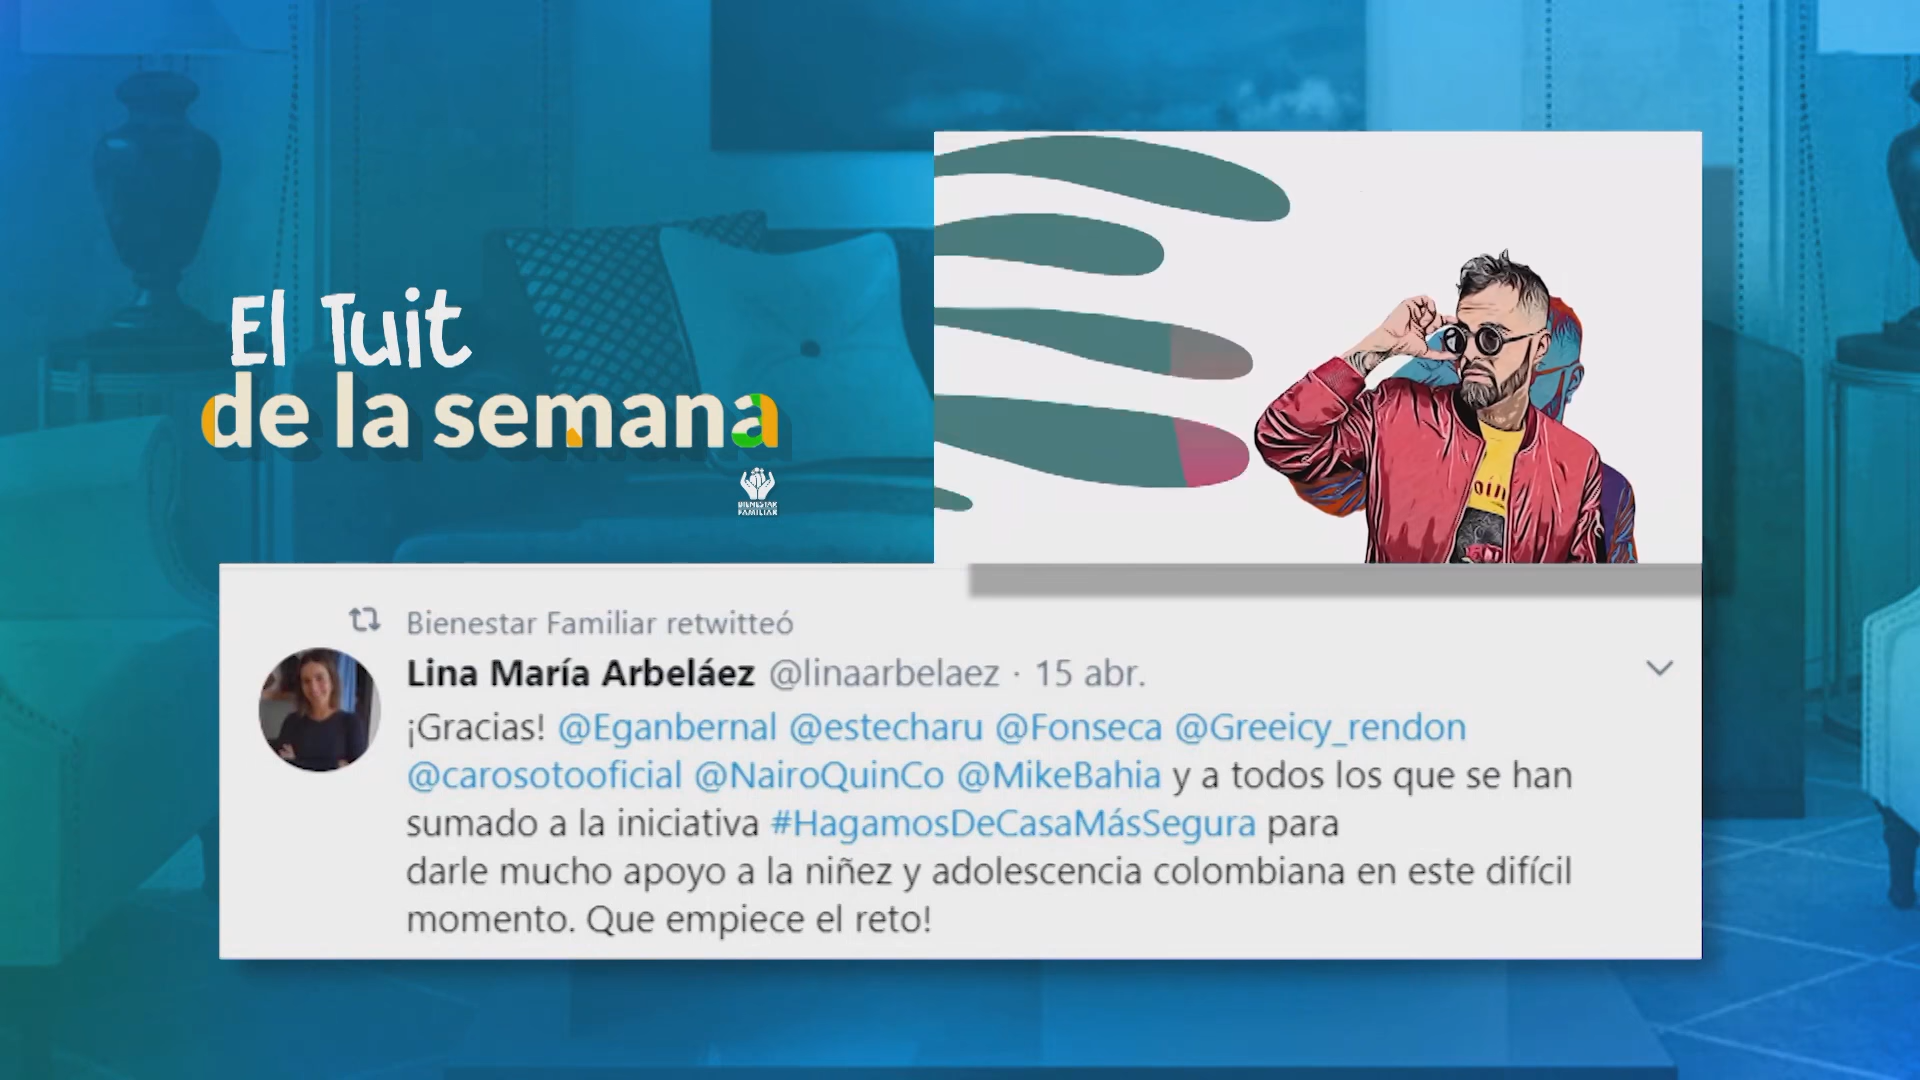 El Tuit
de la semana
BIENESTAR
FAMILIAR
Bienestar Familiar retwitteó
Lina María Arbeláez @linaarbelaez · 15 abr.
¡Gracias! @Eganbernal @estecharu @Fonseca @Greeicy_rendon
@carosotooficial @NairoQuinCo @MikeBahia y a todos los que se han
sumado a la iniciativa #HagamosDeCasaMásSegura para
darle mucho apoyo a la niñez y adolescencia colombiana en este difícil
momento. Que empiece el reto!